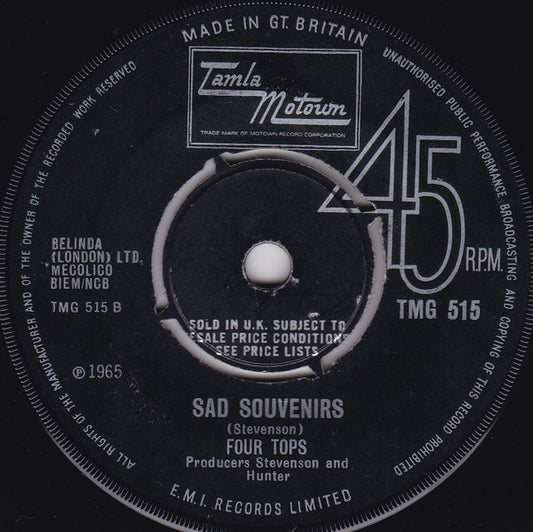 MADE IN GT BRITAIN
UNAUTHORISED PUBLIC PERFORMANCE, BROADCASTING AND COPYING OF THIS RECORD PROHIBITED
ALL RIGHTS OF THE MANUFACTURER AND OF THE OWNER OF THE RECORDED WORK RESERVED
Tamla
Motown
TRADE MARK OF MOTOWN RECORD CORPORATION
45
R.P.M.
BELINDA
(LONDON) LTD.
MECOLICO
BIEM/NCB
TMG 515 B
TMG 515
SOLD IN U.K. SUBJECT TO
ESALE PRICE CONDITIONS
SEE PRICE LISTS
℗ 1965
SAD SOUVENIRS
(Stevenson)
FOUR TOPS
Producers Stevenson and
Hunter
E.M.I. RECORDS LIMITED